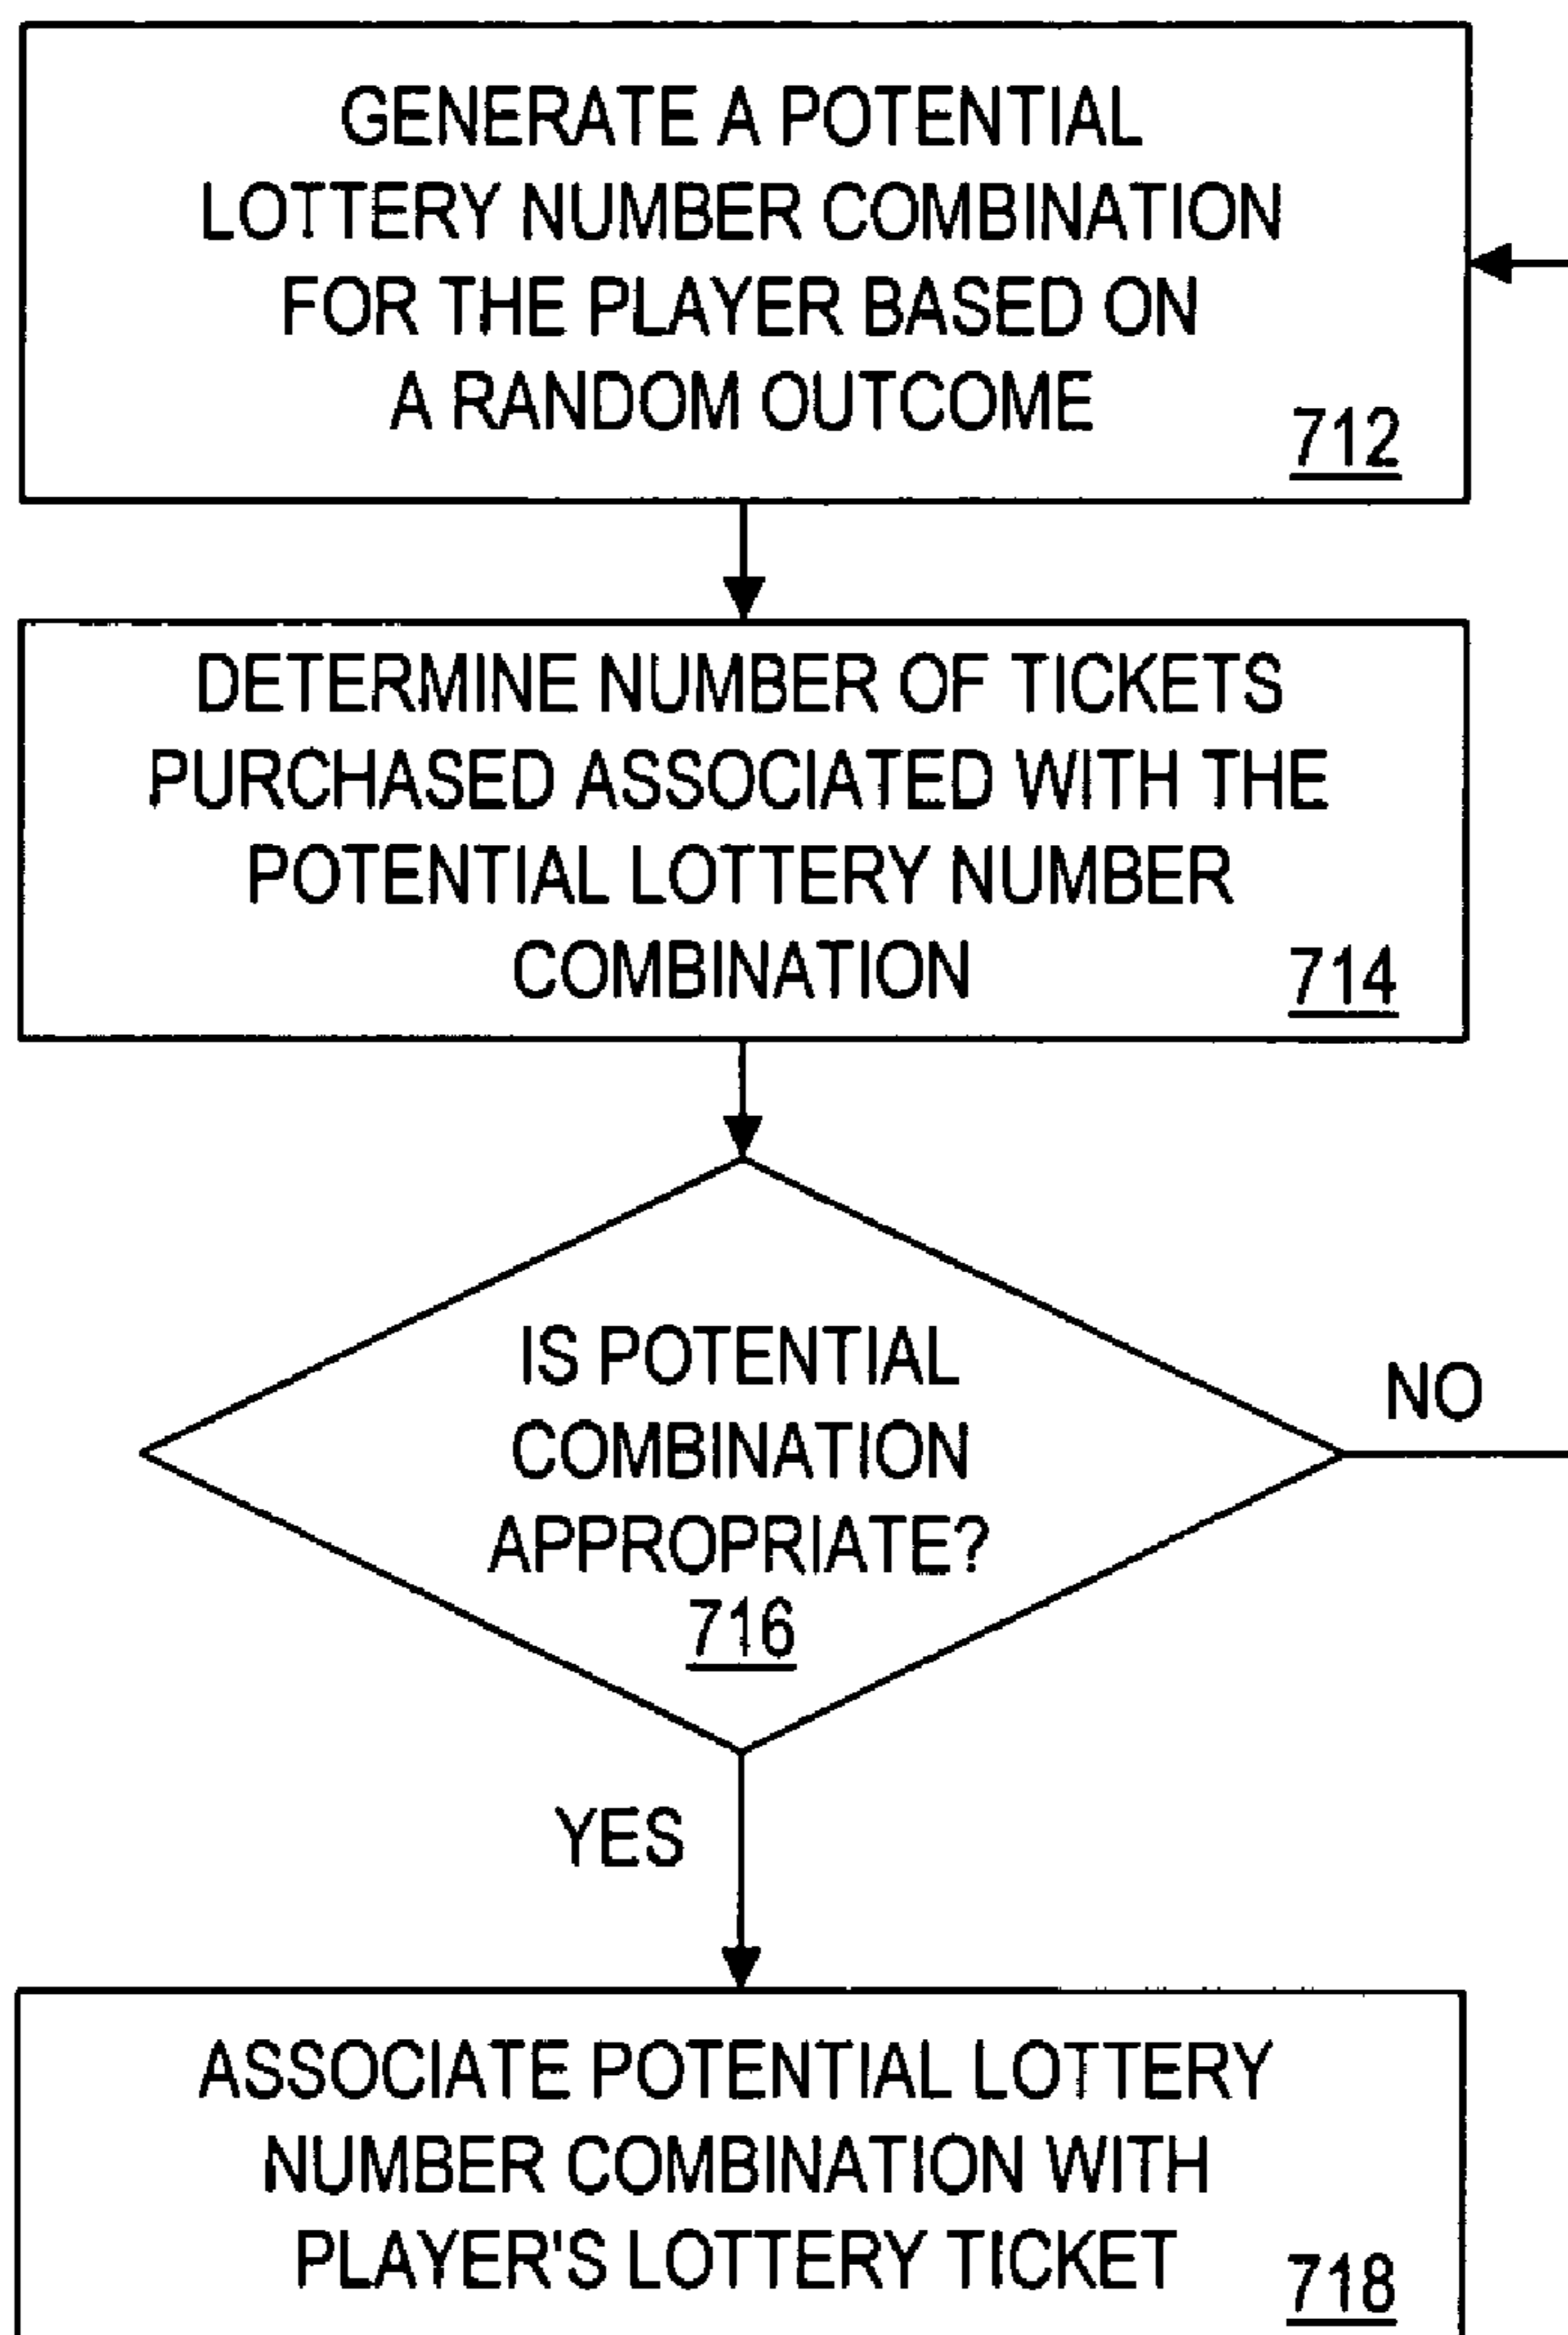 GENERATE A POTENTIAL
LOTTERY NUMBER COMBINATION
FOR THE PLAYER BASED ON
A RANDOM OUTCOME
712
DETERMINE NUMBER OF TICKETS
PURCHASED ASSOCIATED WITH THE
POTENTIAL LOTTERY NUMBER
COMBINATION
714
IS POTENTIAL
COMBINATION
APPROPRIATE?
716
NO
YES
ASSOCIATE POTENTIAL LOTTERY
NUMBER COMBINATION WITH
PLAYER'S LOTTERY TICKET
718